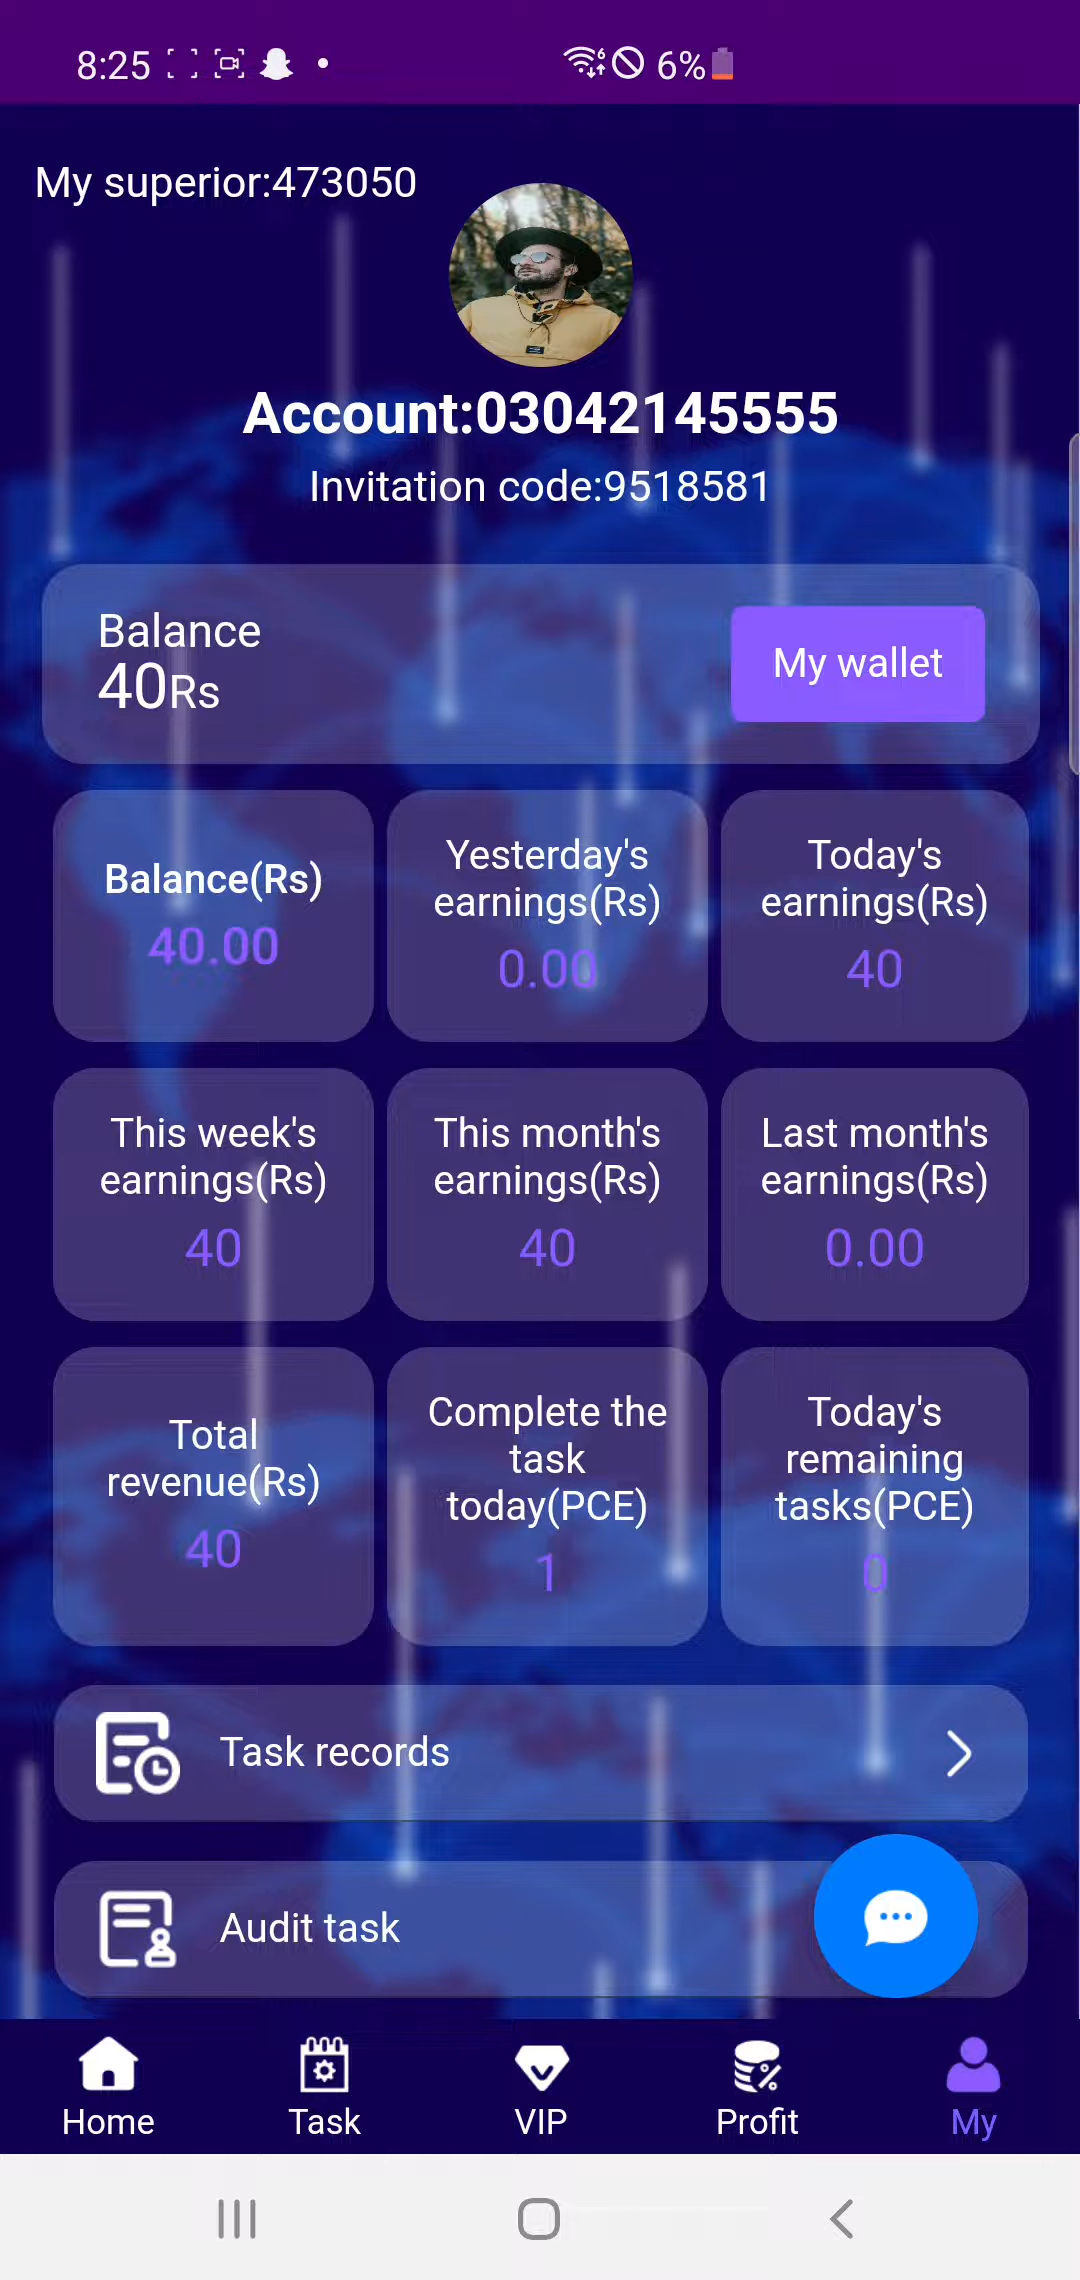 8:25
6%
My superior:473050
Account:03042145555
Invitation code:9518581
Balance
40Rs
My wallet
Balance(Rs)
40.00
Yesterday's
earnings(Rs)
0.00
Today's
earnings(Rs)
40
This week's
earnings(Rs)
40
This month's
earnings(Rs)
40
Last month's
earnings(Rs)
0.00
Total
revenue(Rs)
40
Complete the
task
today(PCE)
1
Today's
remaining
tasks(PCE)
0
Task records
Audit task
Home
Task
VIP
Profit
My